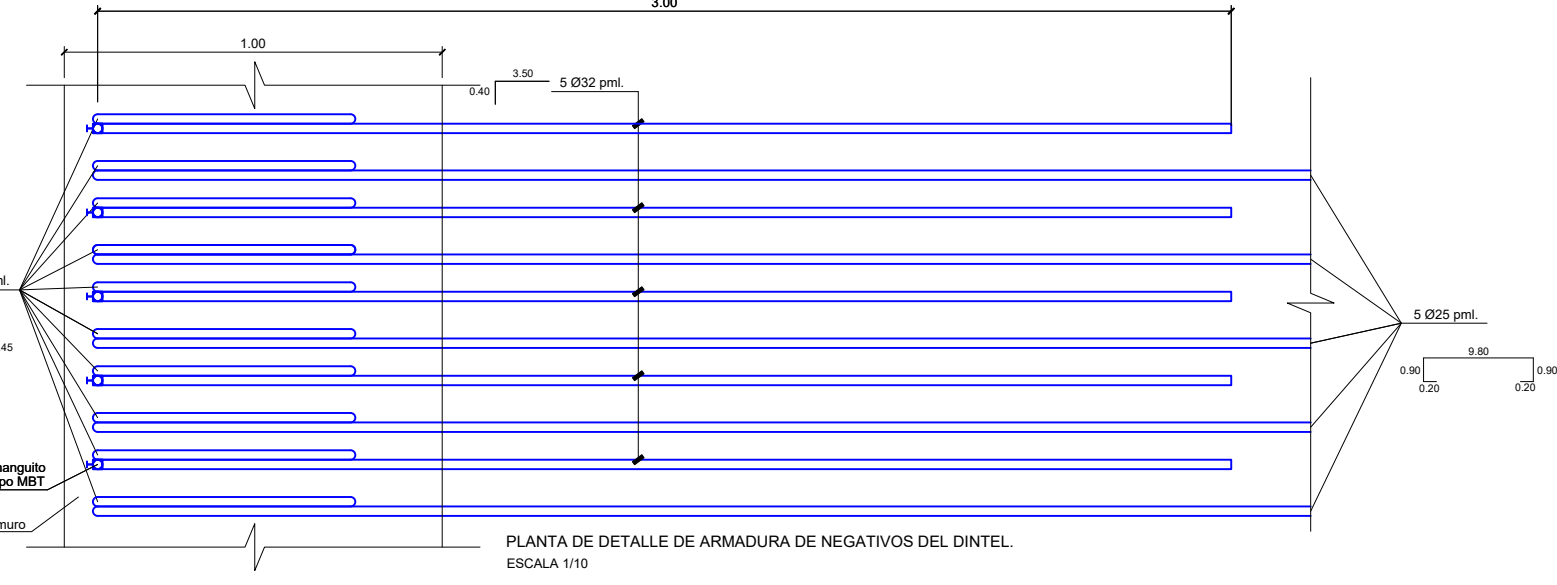 3.00
1.00
3.50
0.40
5 Ø32 pml.
ml.
45
5 Ø25 pml.
9.80
0.90
0.90
0.20
0.20
anguito
po MBT
muro
PLANTA DE DETALLE DE ARMADURA DE NEGATIVOS DEL DINTEL.
ESCALA 1/10